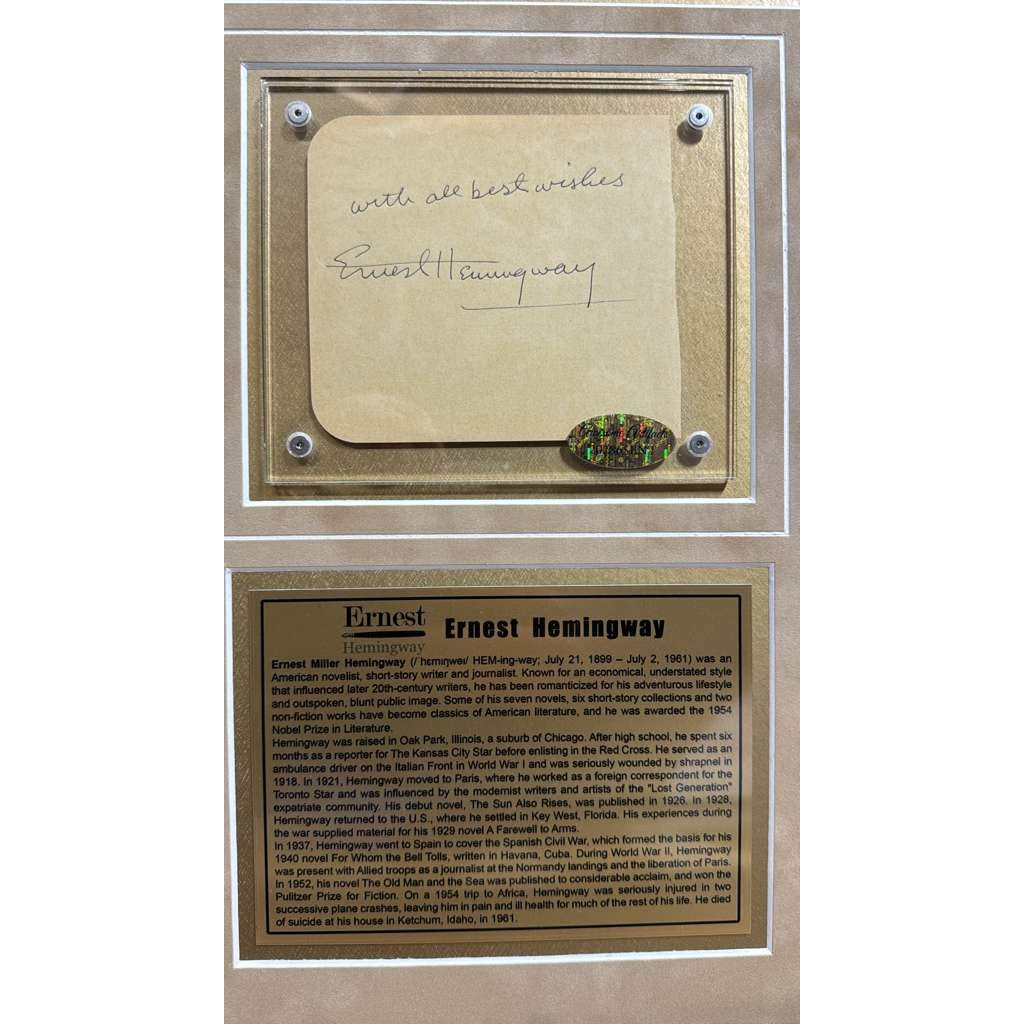 with all best wishes
Ernest Hemingway
Ernest
Hemingway
Ernest Hemingway
Ernest Miller Hemingway (/ˈhɛmɪŋweɪ/ HEM-ing-way; July 21, 1899 – July 2, 1961) was an
American novelist, short-story writer and journalist. Known for an economical, understated style
that influenced later 20th-century writers, he has been romanticized for his adventurous lifestyle
and outspoken, blunt public image. Some of his seven novels, six short-story collections and two
non-fiction works have become classics of American literature, and he was awarded the 1954
Nobel Prize in Literature.
Hemingway was raised in Oak Park, Illinois, a suburb of Chicago. After high school, he spent six
months as a reporter for The Kansas City Star before enlisting in the Red Cross. He served as an
ambulance driver on the Italian Front in World War I and was seriously wounded by shrapnel in
1918. In 1921, Hemingway moved to Paris, where he worked as a foreign correspondent for the
Toronto Star and was influenced by the modernist writers and artists of the "Lost Generation"
expatriate community. His debut novel, The Sun Also Rises, was published in 1926. In 1928,
Hemingway returned to the U.S., where he settled in Key West, Florida. His experiences during
the war supplied material for his 1929 novel A Farewell to Arms.
In 1937, Hemingway went to Spain to cover the Spanish Civil War, which formed the basis for his
1940 novel For Whom the Bell Tolls, written in Havana, Cuba. During World War II, Hemingway
was present with Allied troops as a journalist at the Normandy landings and the liberation of Paris.
In 1952, his novel The Old Man and the Sea was published to considerable acclaim, and won the
Pulitzer Prize for Fiction. On a 1954 trip to Africa, Hemingway was seriously injured in two
successive plane crashes, leaving him in pain and ill health for much of the rest of his life. He died
of suicide at his house in Ketchum, Idaho, in 1961.